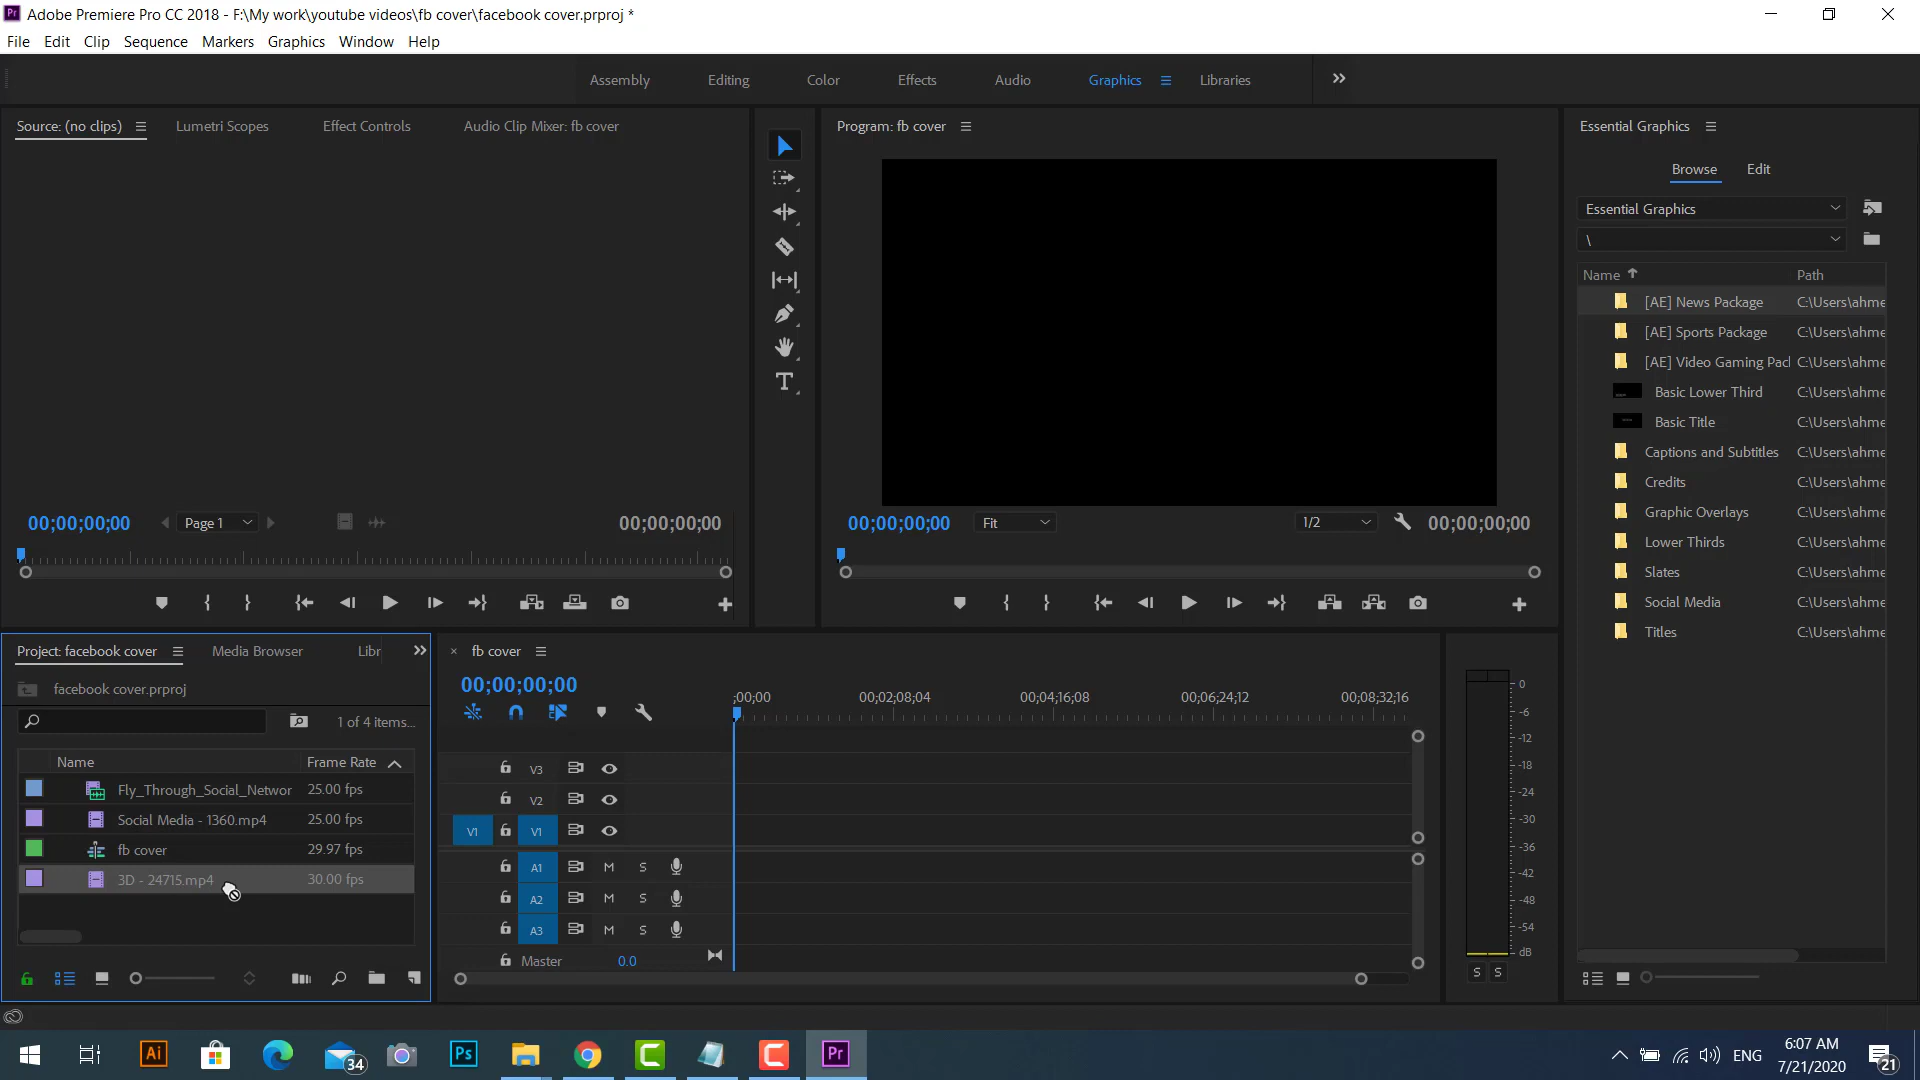 Adobe Premiere Pro CC 2018 - F:\My work\youtube videos\fb cover\facebook cover.prproj *
File Edit Clip Sequence Markers Graphics Window Help
Assembly Editing Color Effects Audio Graphics Libraries
Source: (no clips) Lumetri Scopes Effect Controls Audio Clip Mixer: fb cover
Program: fb cover
Essential Graphics
Browse Edit
Essential Graphics
\
Name Path
[AE] News Package C:\Users\ahme
[AE] Sports Package C:\Users\ahme
[AE] Video Gaming Pac C:\Users\ahme
Basic Lower Third C:\Users\ahme
Basic Title C:\Users\ahme
Captions and Subtitles C:\Users\ahme
Credits C:\Users\ahme
Graphic Overlays C:\Users\ahme
Lower Thirds C:\Users\ahme
Slates C:\Users\ahme
Social Media C:\Users\ahme
Titles C:\Users\ahme
00;00;00;00 Page 1 00;00;00;00
00;00;00;00 Fit 1/2 00;00;00;00
Project: facebook cover Media Browser Libr
facebook cover.prproj
1 of 4 items...
Name Frame Rate
Fly_Through_Social_Networ 25.00 fps
Social Media - 1360.mp4 25.00 fps
fb cover 29.97 fps
3D - 24715.mp4 30.00 fps
× fb cover
00;00;00;00
;00;00 00;02;08;04 00;04;16;08 00;06;24;12 00;08;32;16
V3
V2
V1 V1
A1 M S
A2 M S
A3 M S
Master 0.0
0
-6
-12
-18
-24
-30
-36
-42
-48
-54
dB
S S
Ai 34 Ps Pr
ENG
6:07 AM
7/21/2020
21